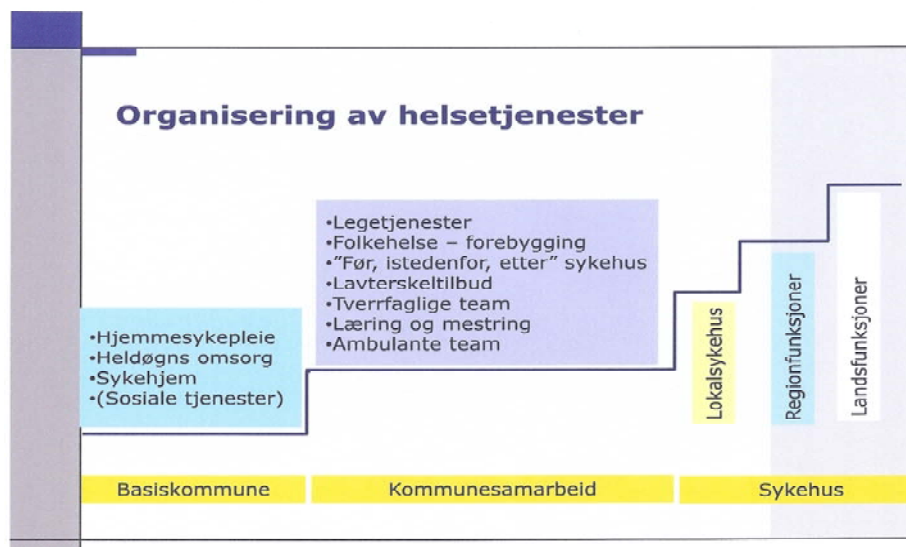 Organisering av helsetjenester
•Legetjenester
•Folkehelse – forebygging
•"Før, istedenfor, etter" sykehus
•Lavterskeltilbud
•Tverrfaglige team
•Læring og mestring
•Ambulante team
•Hjemmesykepleie
•Heldøgns omsorg
•Sykehjem
•(Sosiale tjenester)
Lokalsykehus
Regionfunksjoner
Landsfunksjoner
Basiskommune
Kommunesamarbeid
Sykehus